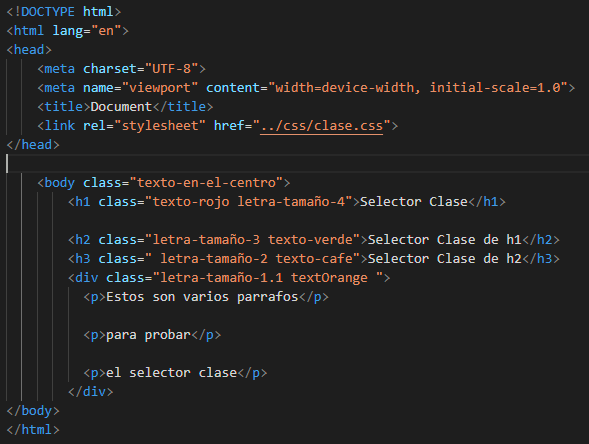 <!DOCTYPE html>
<html lang="en">
<head>
    <meta charset="UTF-8">
    <meta name="viewport" content="width=device-width, initial-scale=1.0">
    <title>Document</title>
    <link rel="stylesheet" href="../css/clase.css">
</head>
    <body class="texto-en-el-centro">
        <h1 class="texto-rojo letra-tamaño-4">Selector Clase</h1>
        <h2 class="letra-tamaño-3 texto-verde">Selector Clase de h1</h2>
        <h3 class=" letra-tamaño-2 texto-cafe">Selector Clase de h2</h3>
        <div class="letra-tamaño-1.1 textOrange ">
          <p>Estos son varios parrafos</p>
          <p>para probar</p>
          <p>el selector clase</p>
        </div>
</body>
</html>